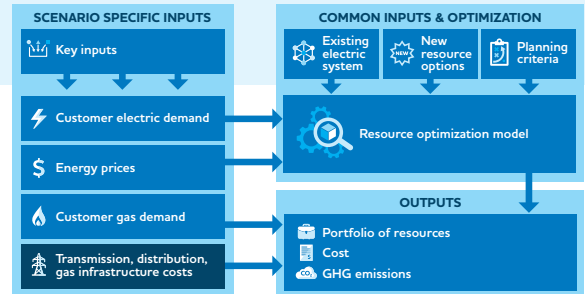 SCENARIO SPECIFIC INPUTS
Key inputs
Customer electric demand
Energy prices
Customer gas demand
Transmission, distribution,
gas infrastructure costs
COMMON INPUTS & OPTIMIZATION
Existing
electric
system
NEW
New
resource
options
Planning
criteria
Resource optimization model
OUTPUTS
Portfolio of resources
$
Cost
CO₂
GHG emissions